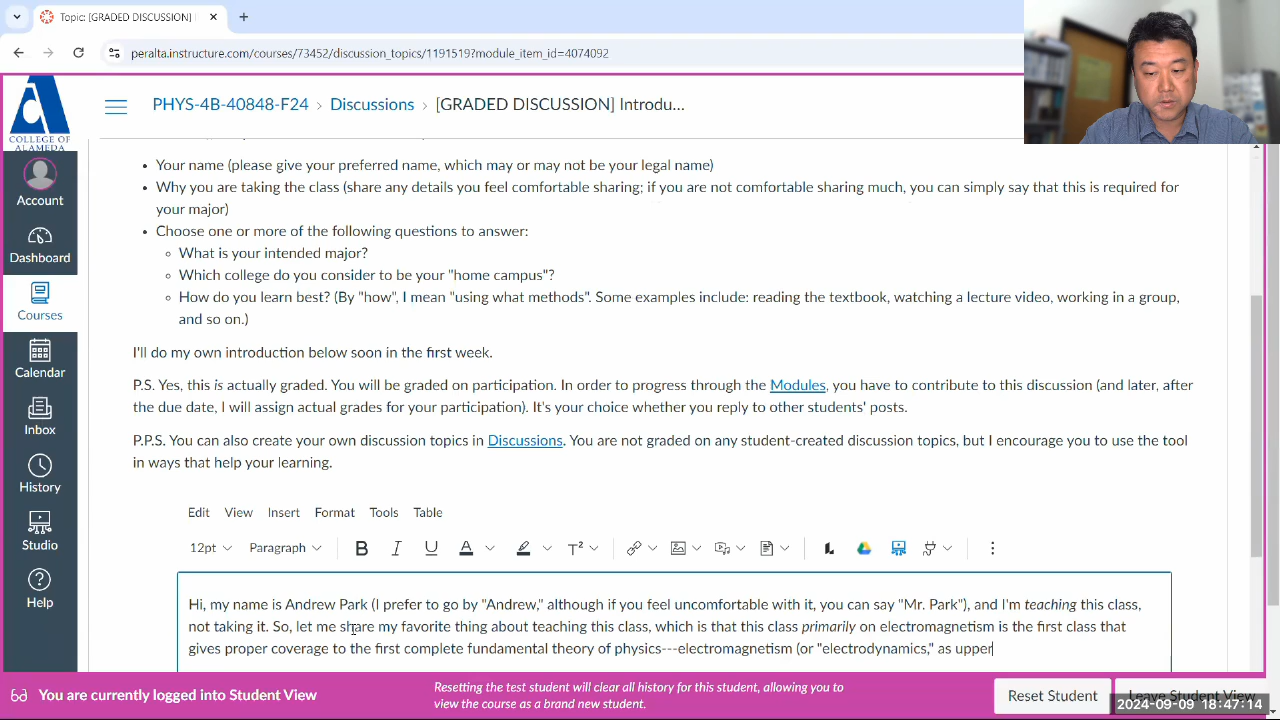 Topic: [GRADED DISCUSSION]
peralta.instructure.com/courses/73452/discussion_topics/1191519?module_item_id=4074092
COLLEGE OF
ALAMEDA
PHYS-4B-40848-F24 › Discussions › [GRADED DISCUSSION] Introdu...
Account
Dashboard
Courses
Calendar
Inbox
History
Studio
Help
• Your name (please give your preferred name, which may or may not be your legal name)
• Why you are taking the class (share any details you feel comfortable sharing; if you are not comfortable sharing much, you can simply say that this is required for
your major)
• Choose one or more of the following questions to answer:
◦ What is your intended major?
◦ Which college do you consider to be your "home campus"?
◦ How do you learn best? (By "how", I mean "using what methods". Some examples include: reading the textbook, watching a lecture video, working in a group,
and so on.)
I'll do my own introduction below soon in the first week.
P.S. Yes, this is actually graded. You will be graded on participation. In order to progress through the Modules, you have to contribute to this discussion (and later, after
the due date, I will assign actual grades for your participation). It's your choice whether you reply to other students' posts.
P.P.S. You can also create your own discussion topics in Discussions. You are not graded on any student-created discussion topics, but I encourage you to use the tool
in ways that help your learning.
Edit View Insert Format Tools Table
12pt Paragraph B I U A T²
Hi, my name is Andrew Park (I prefer to go by "Andrew," although if you feel uncomfortable with it, you can say "Mr. Park"), and I'm teaching this class,
not taking it. So, let me share my favorite thing about teaching this class, which is that this class primarily on electromagnetism is the first class that
gives proper coverage to the first complete fundamental theory of physics---electromagnetism (or "electrodynamics," as upper
You are currently logged into Student View
Resetting the test student will clear all history for this student, allowing you to
view the course as a brand new student.
Reset Student
Leave Student View
2024-09-09 18:47:14